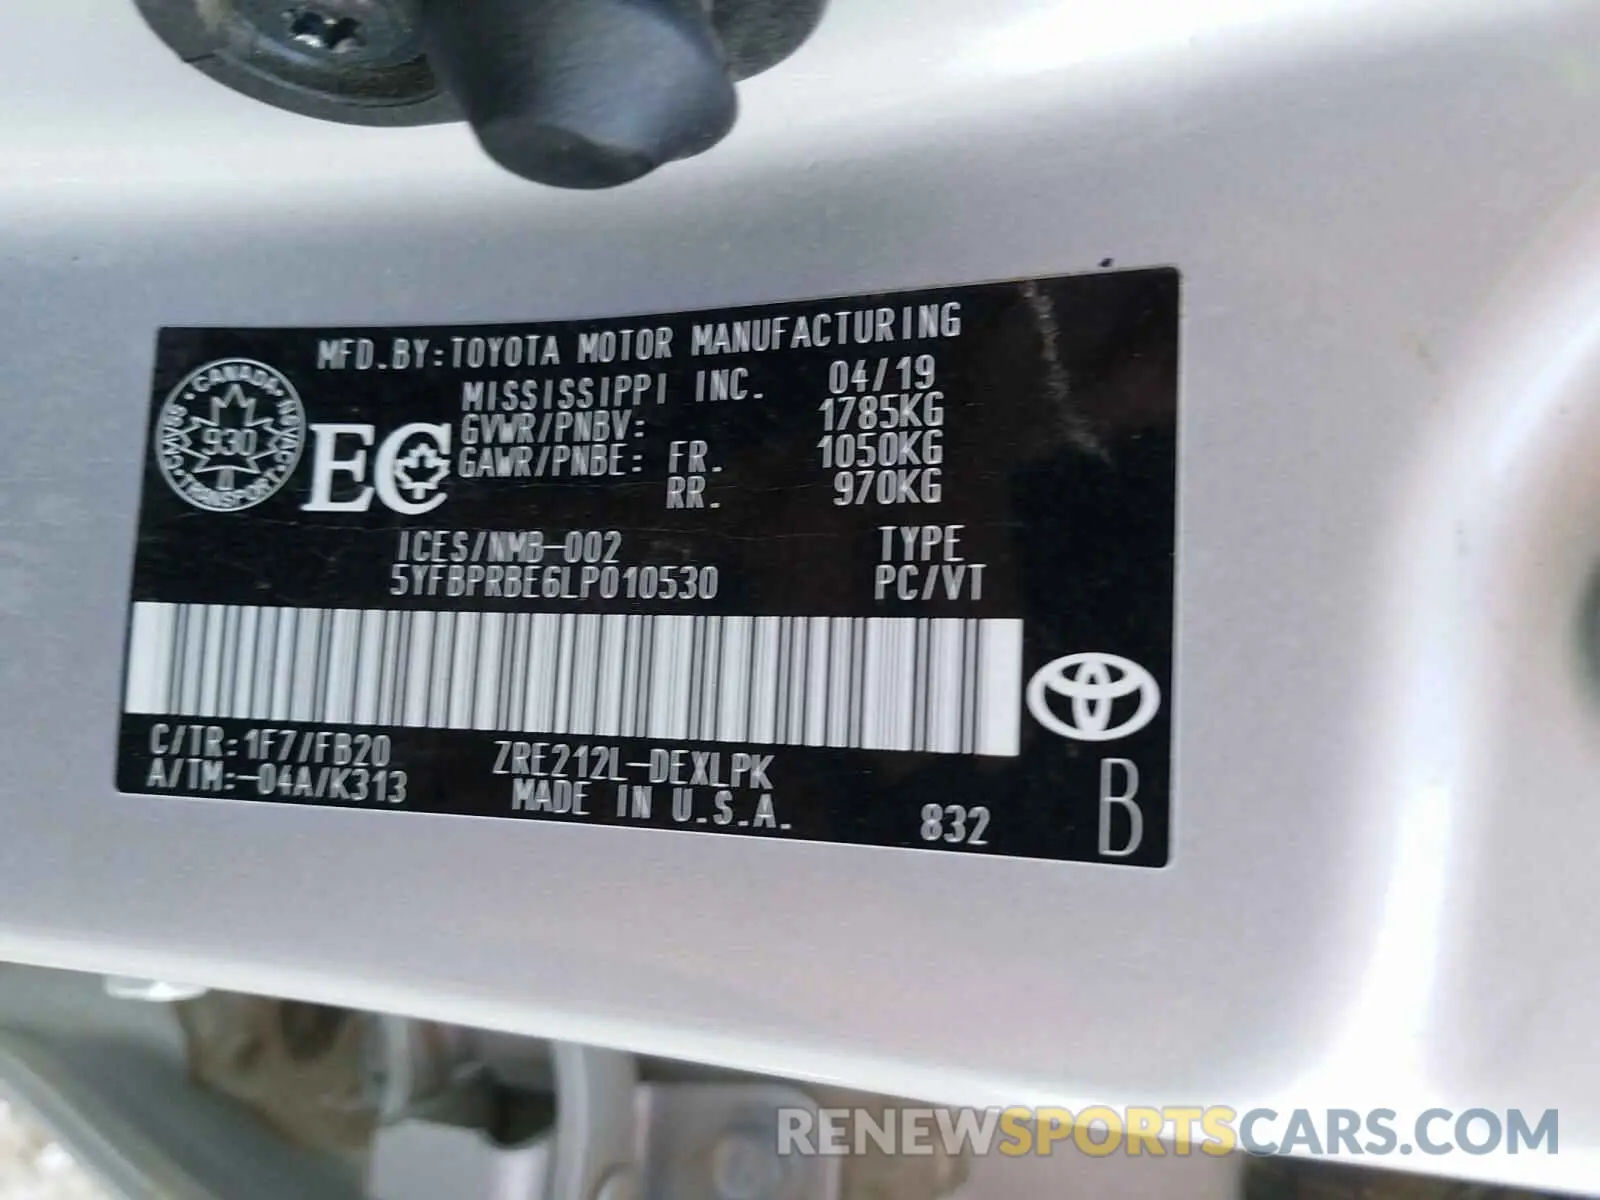 MFD.BY:TOYOTA MOTOR MANUFACTURING
MISSISSIPPI INC. 04/19
GVWR/PNBV: 1785KG
GAWR/PNBE: FR. 1050KG
RR. 970KG
CANADA
930
TRANSPORT
EC
ICES/NMB-002 TYPE
5YFBPRBE6LP010530 PC/VT
C/TR:1F7/FB20 ZRE212L-DEXLPK
A/TM:-04A/K313 MADE IN U.S.A.
832
B
RENEWSPORTSCARS.COM